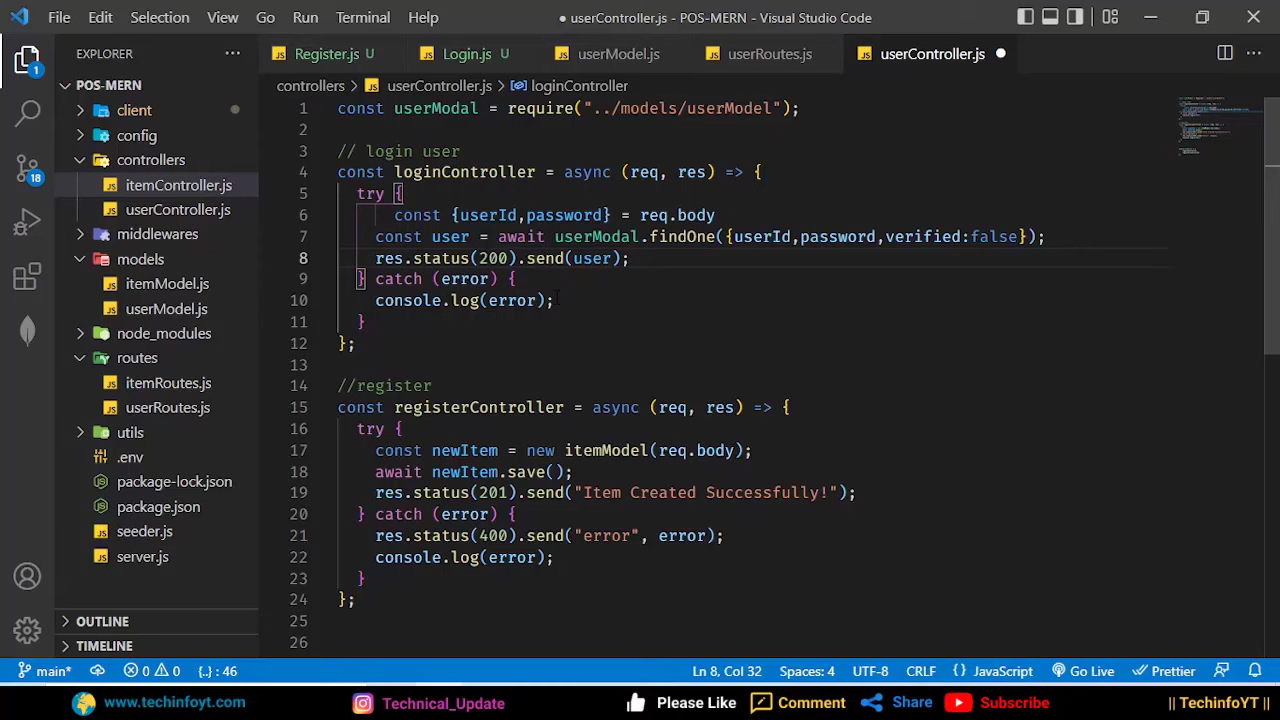 File Edit Selection View Go Run Terminal Help
● userController.js - POS-MERN - Visual Studio Code
EXPLORER ···
Register.js U
Login.js U
userModel.js
userRoutes.js
userController.js ●
POS-MERN
client
config
controllers
itemController.js
userController.js
middlewares
models
itemModel.js
userModel.js
node_modules
routes
itemRoutes.js
userRoutes.js
utils
.env
package-lock.json
package.json
seeder.js
server.js
OUTLINE
TIMELINE
1
18
controllers > userController.js > loginController
1 const userModal = require("../models/userModel");
2
3 // login user
4 const loginController = async (req, res) => {
5 try {
6 const {userId,password} = req.body
7 const user = await userModal.findOne({userId,password,verified:false});
8 res.status(200).send(user);
9 } catch (error) {
10 console.log(error);
11 }
12 };
13
14 //register
15 const registerController = async (req, res) => {
16 try {
17 const newItem = new itemModel(req.body);
18 await newItem.save();
19 res.status(201).send("Item Created Successfully!");
20 } catch (error) {
21 res.status(400).send("error", error);
22 console.log(error);
23 }
24 };
25
26
main* 0 0 {..} : 46 Ln 8, Col 32 Spaces: 4 UTF-8 CRLF {} JavaScript Go Live Prettier
www.techinfoyt.com Technical_Update Please Like Comment Share Subscribe || TechinfoYT ||